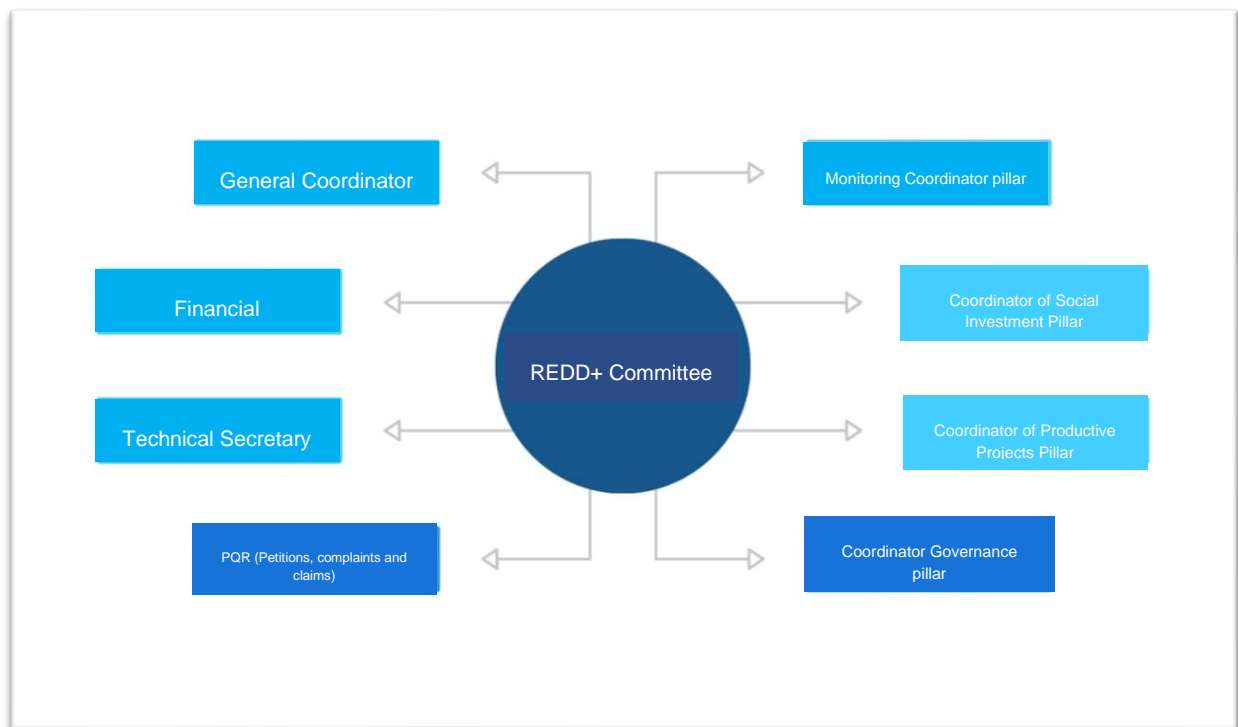 General Coordinator
Monitoring Coordinator pillar
Financial
Coordinator of Social
Investment Pillar
REDD+ Committee
Technical Secretary
Coordinator of Productive
Projects Pillar
PQR (Petitions, complaints and
claims)
Coordinator Governance
pillar